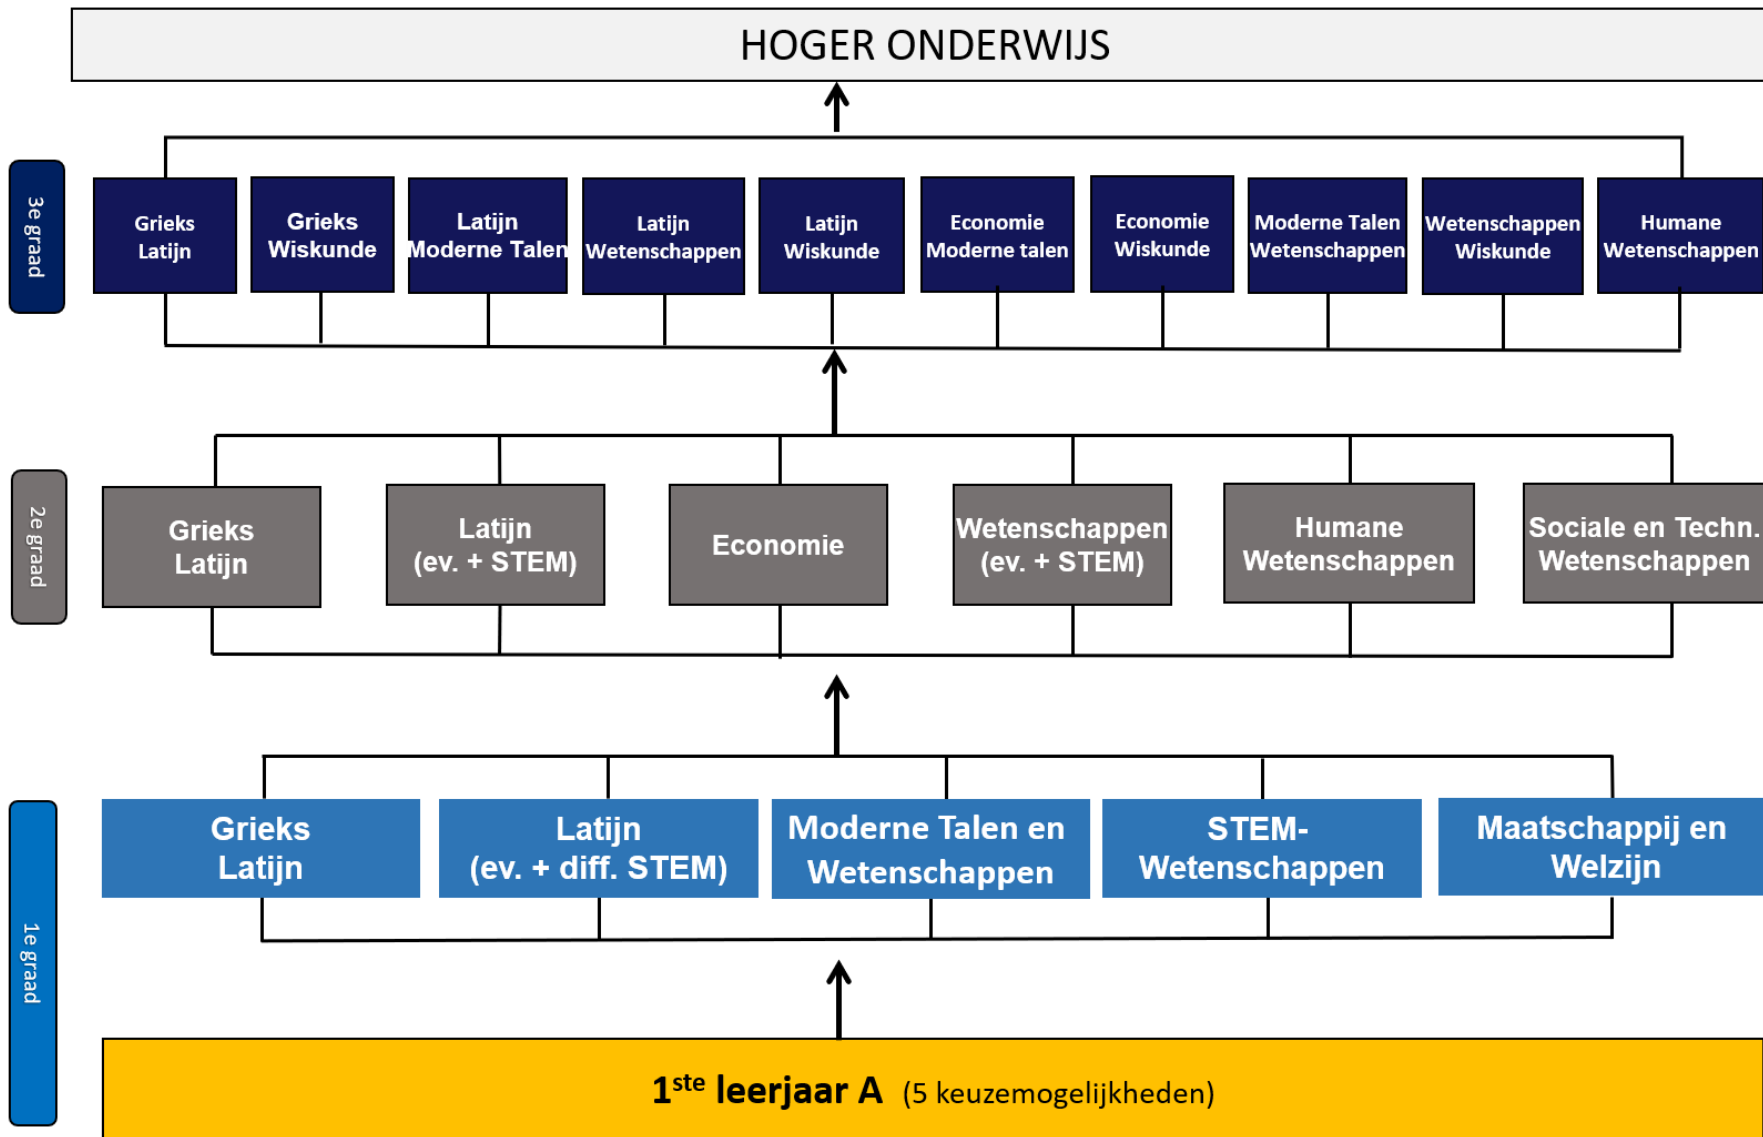 HOGER ONDERWIJS
3e graad
Grieks
Latijn
Grieks
Wiskunde
Latijn
Moderne Talen
Latijn
Wetenschappen
Latijn
Wiskunde
Economie
Moderne talen
Economie
Wiskunde
Moderne Talen
Wetenschappen
Wetenschappen
Wiskunde
Humane
Wetenschappen
2e graad
Grieks
Latijn
Latijn
(ev. + STEM)
Economie
Wetenschappen
(ev. + STEM)
Humane
Wetenschappen
Sociale en Techn.
Wetenschappen
1e graad
Grieks
Latijn
Latijn
(ev. + diff. STEM)
Moderne Talen en
Wetenschappen
STEM-
Wetenschappen
Maatschappij en
Welzijn
1ste leerjaar A (5 keuzemogelijkheden)